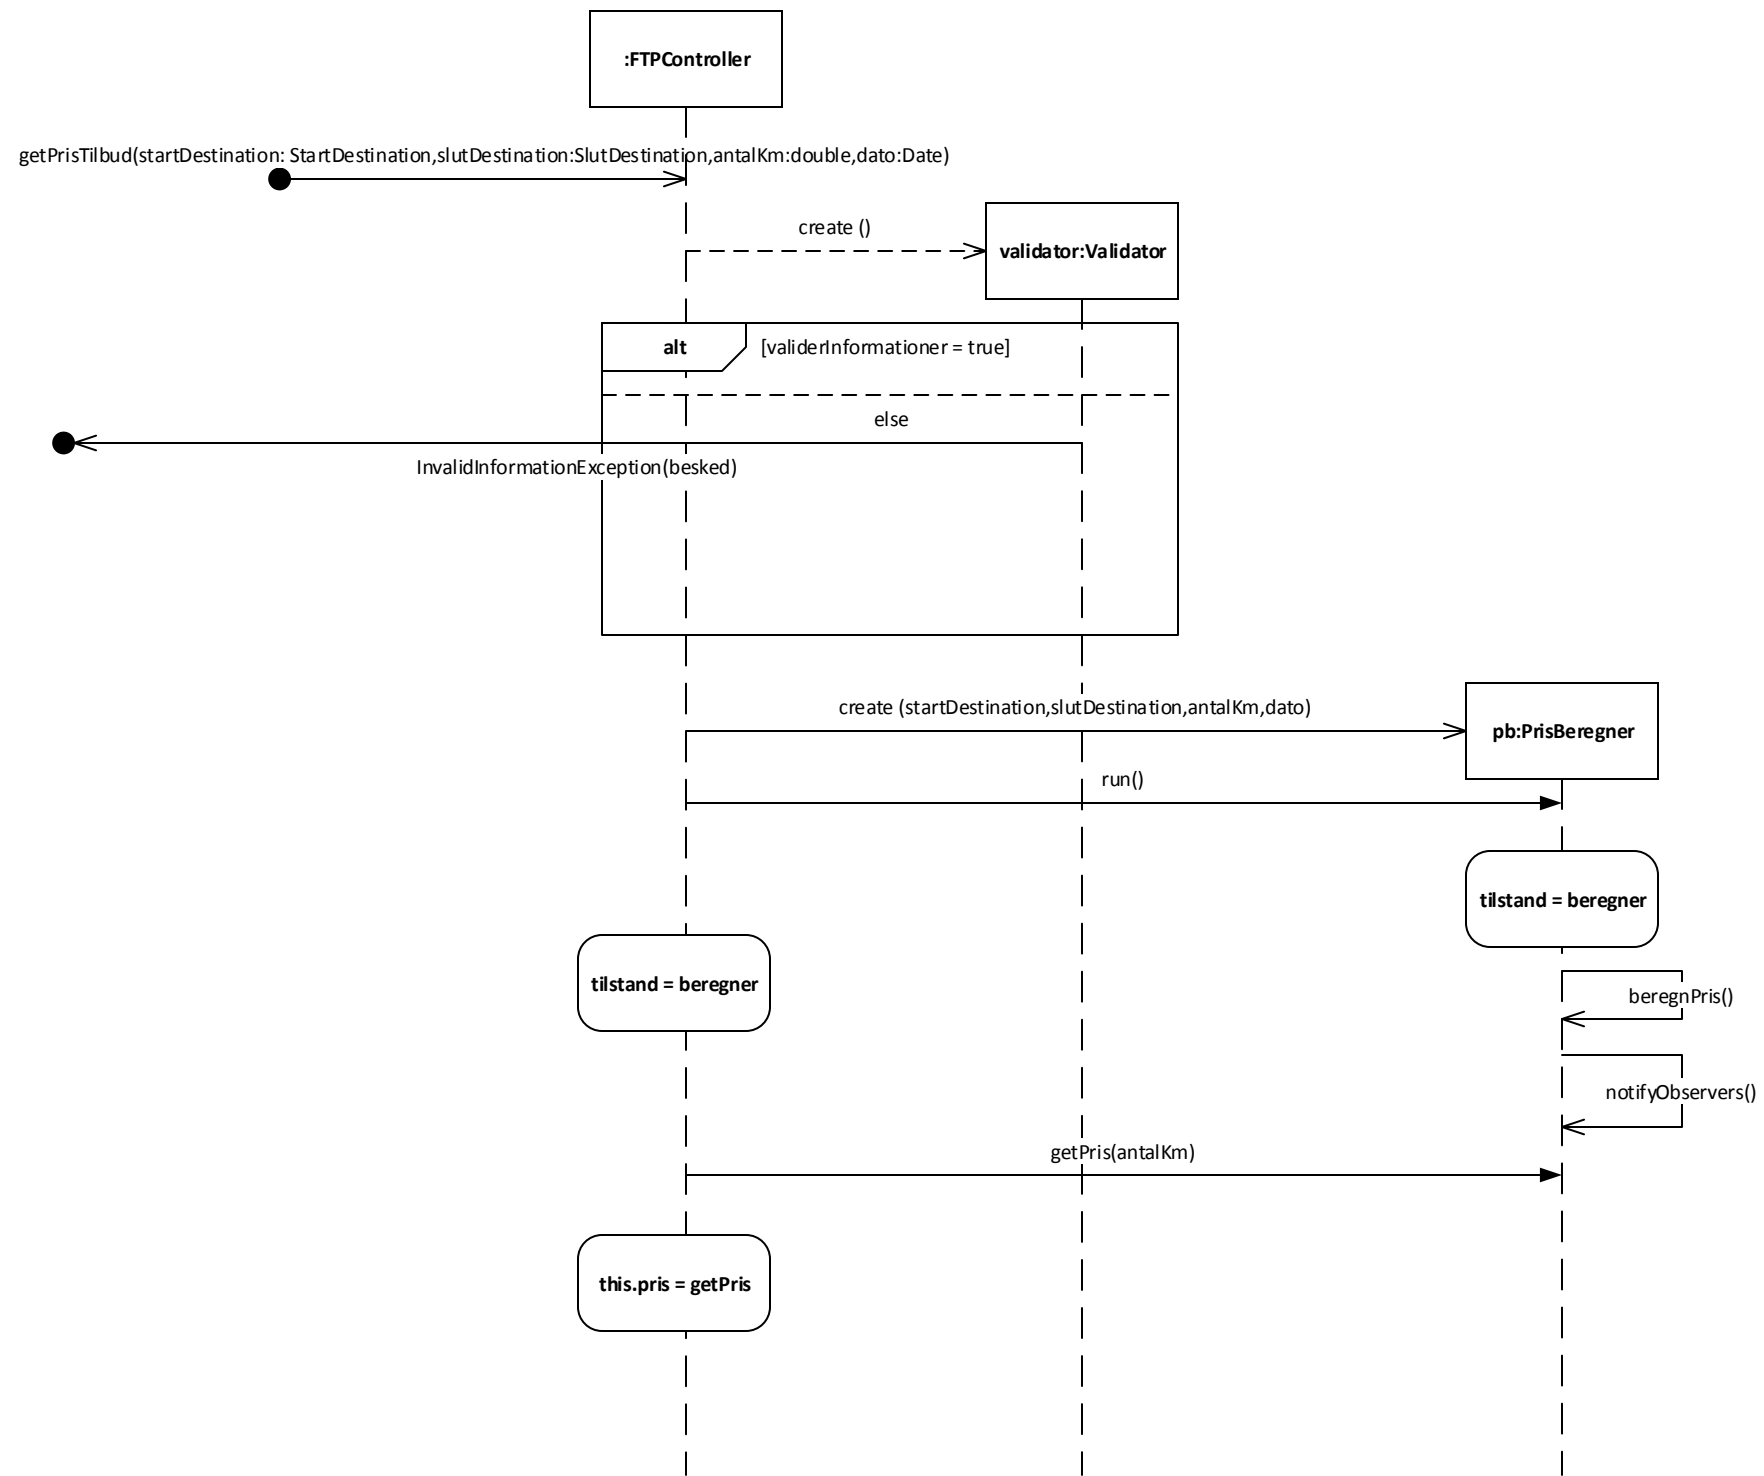 :FTPController
getPrisTilbud(startDestination: StartDestination,slutDestination:SlutDestination,antalKm:double,dato:Date)
create ()
validator:Validator
alt
[validerInformationer = true]
else
InvalidInformationException(besked)
create (startDestination,slutDestination,antalKm,dato)
pb:PrisBeregner
run()
tilstand = beregner
tilstand = beregner
beregnPris()
notifyObservers()
getPris(antalKm)
this.pris = getPris